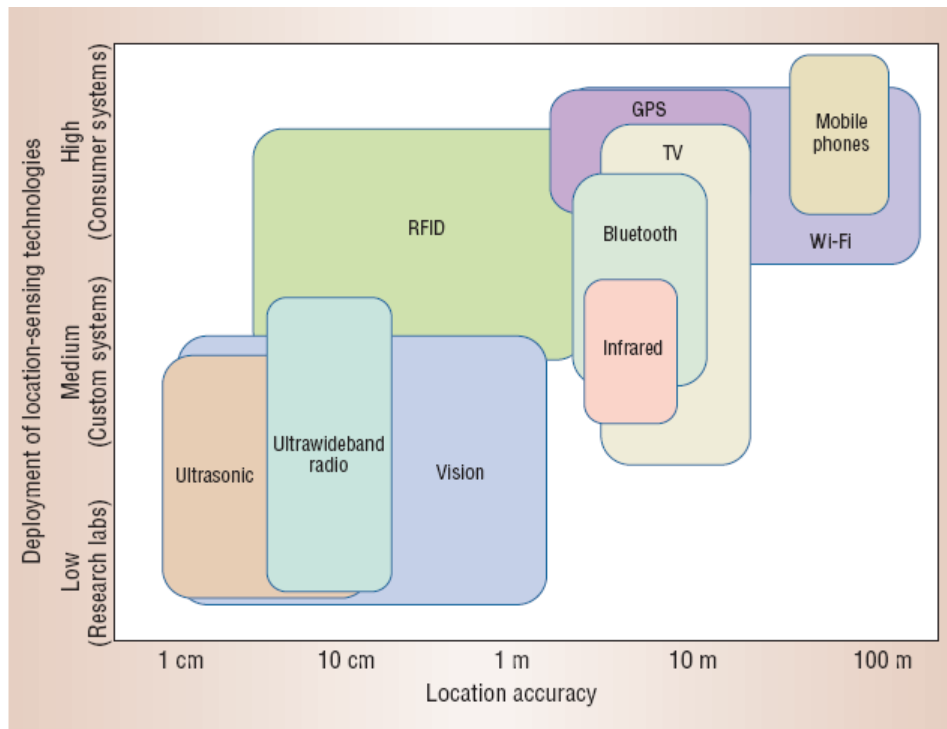 Deployment of location-sensing technologies
High
(Consumer systems)
Medium
(Custom systems)
Low
(Research labs)
GPS
Mobile
phones
TV
RFID
Bluetooth
Wi-Fi
Infrared
Ultrawideband
radio
Ultrasonic
Vision
1 cm
10 cm
1 m
10 m
100 m
Location accuracy